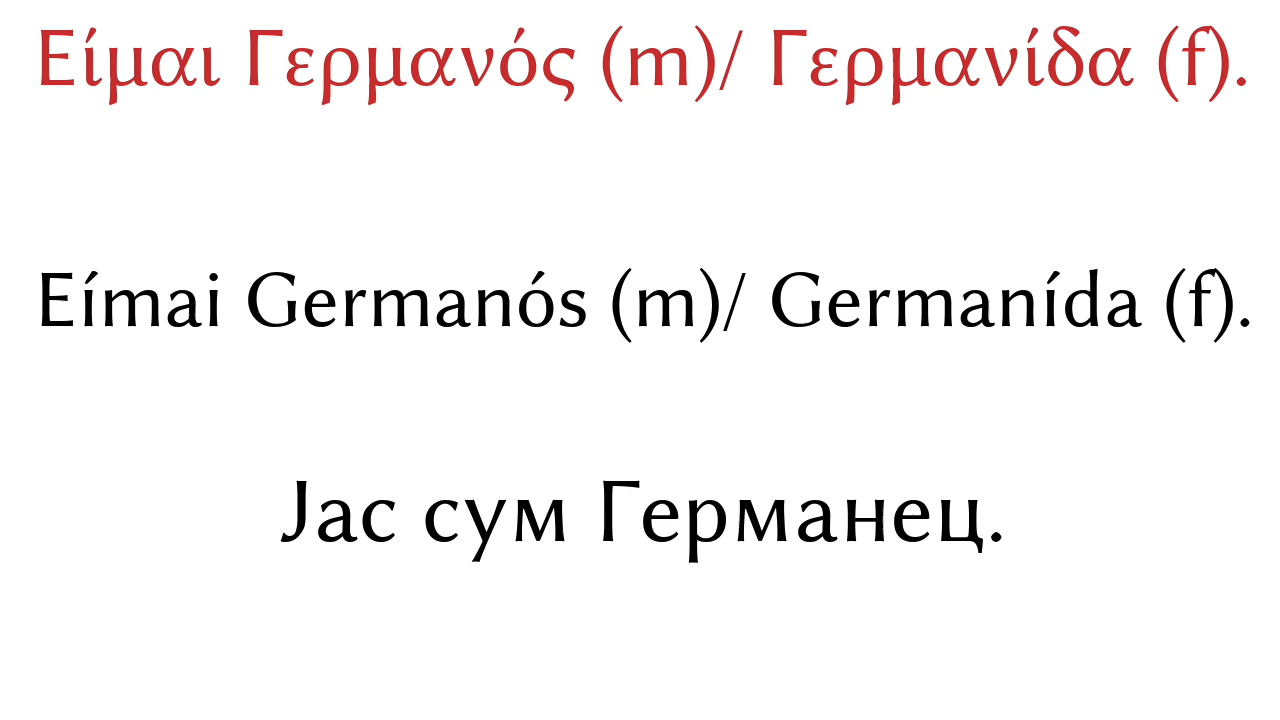 Είμαι Γερμανός (m)/ Γερμανίδα (f).
Eímai Germanós (m)/ Germanída (f).
Јас сум Германец.